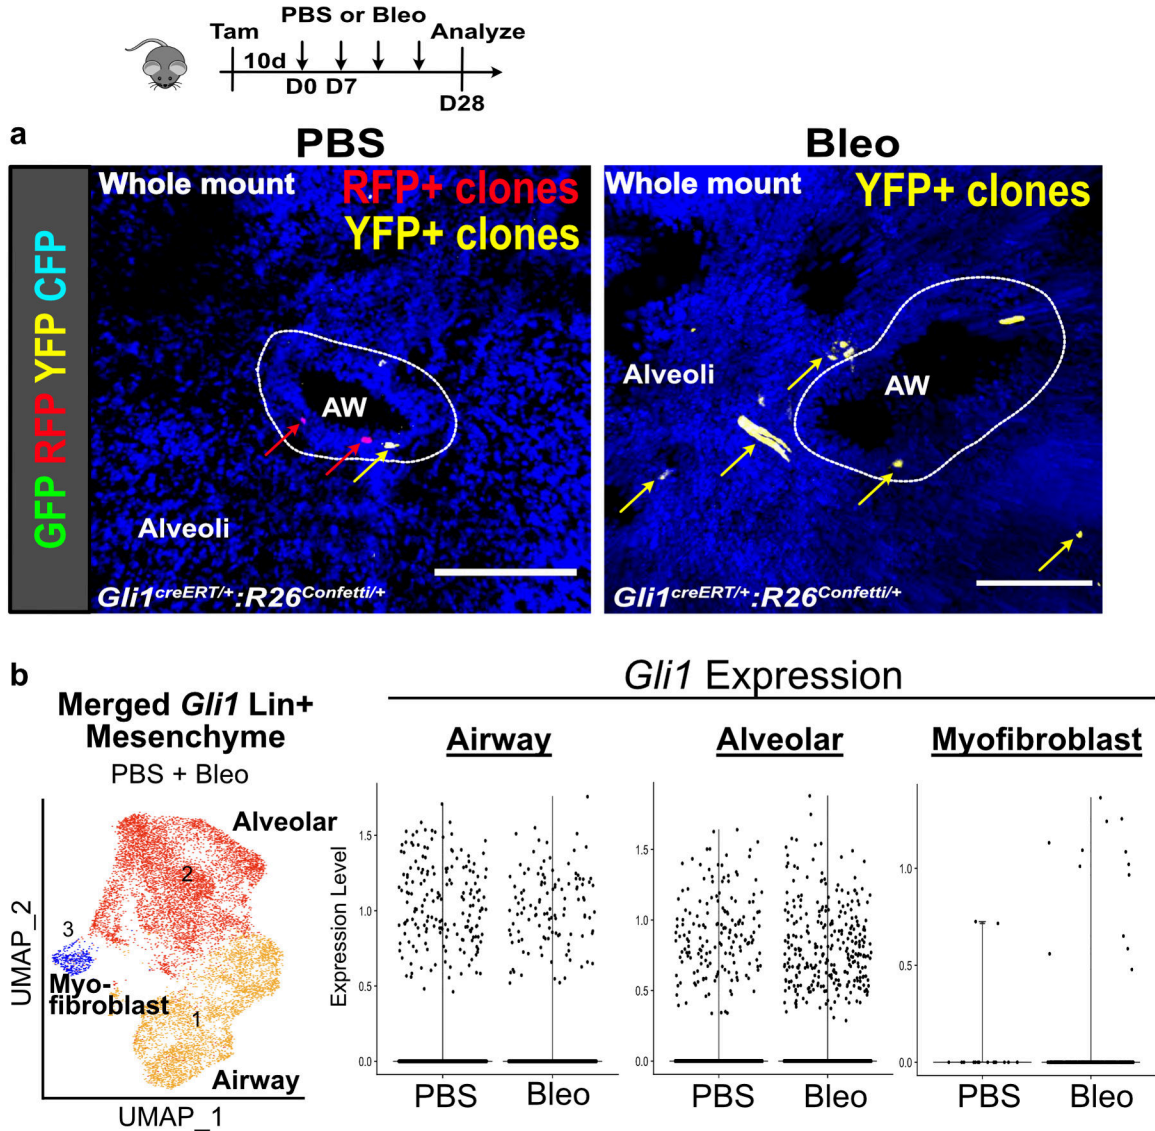 PBS or Bleo
Tam Analyze
10d
D0 D7
D28
a
PBS
Bleo
GFP RFP YFP CFP
Whole mount
RFP+ clones
YFP+ clones
AW
Alveoli
Gli1creERT/+:R26Confetti/+
Whole mount
YFP+ clones
Alveoli
AW
Gli1creERT/+:R26Confetti/+
b
Merged Gli1 Lin+
Mesenchyme
PBS + Bleo
Alveolar
2
3
Myo-
fibroblast
1
Airway
UMAP_2
UMAP_1
Gli1 Expression
Airway
Alveolar
Myofibroblast
Expression Level
1.5
1.0
0.5
0.0
PBS
Bleo
1.5
1.0
0.5
0.0
PBS
Bleo
1.0
0.5
0.0
PBS
Bleo